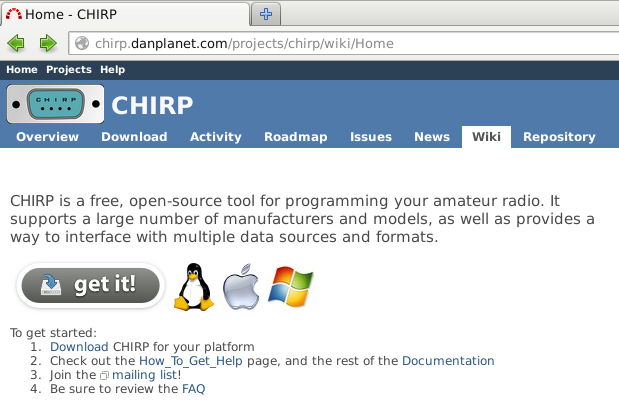 Home - CHIRP
chirp.danplanet.com/projects/chirp/wiki/Home
Home Projects Help
CHIRP CHIRP
Overview Download Activity Roadmap Issues News Wiki Repository
CHIRP is a free, open-source tool for programming your amateur radio. It
supports a large number of manufacturers and models, as well as provides a
way to interface with multiple data sources and formats.
get it!
To get started:
1. Download CHIRP for your platform
2. Check out the How_To_Get_Help page, and the rest of the Documentation
3. Join the mailing list!
4. Be sure to review the FAQ